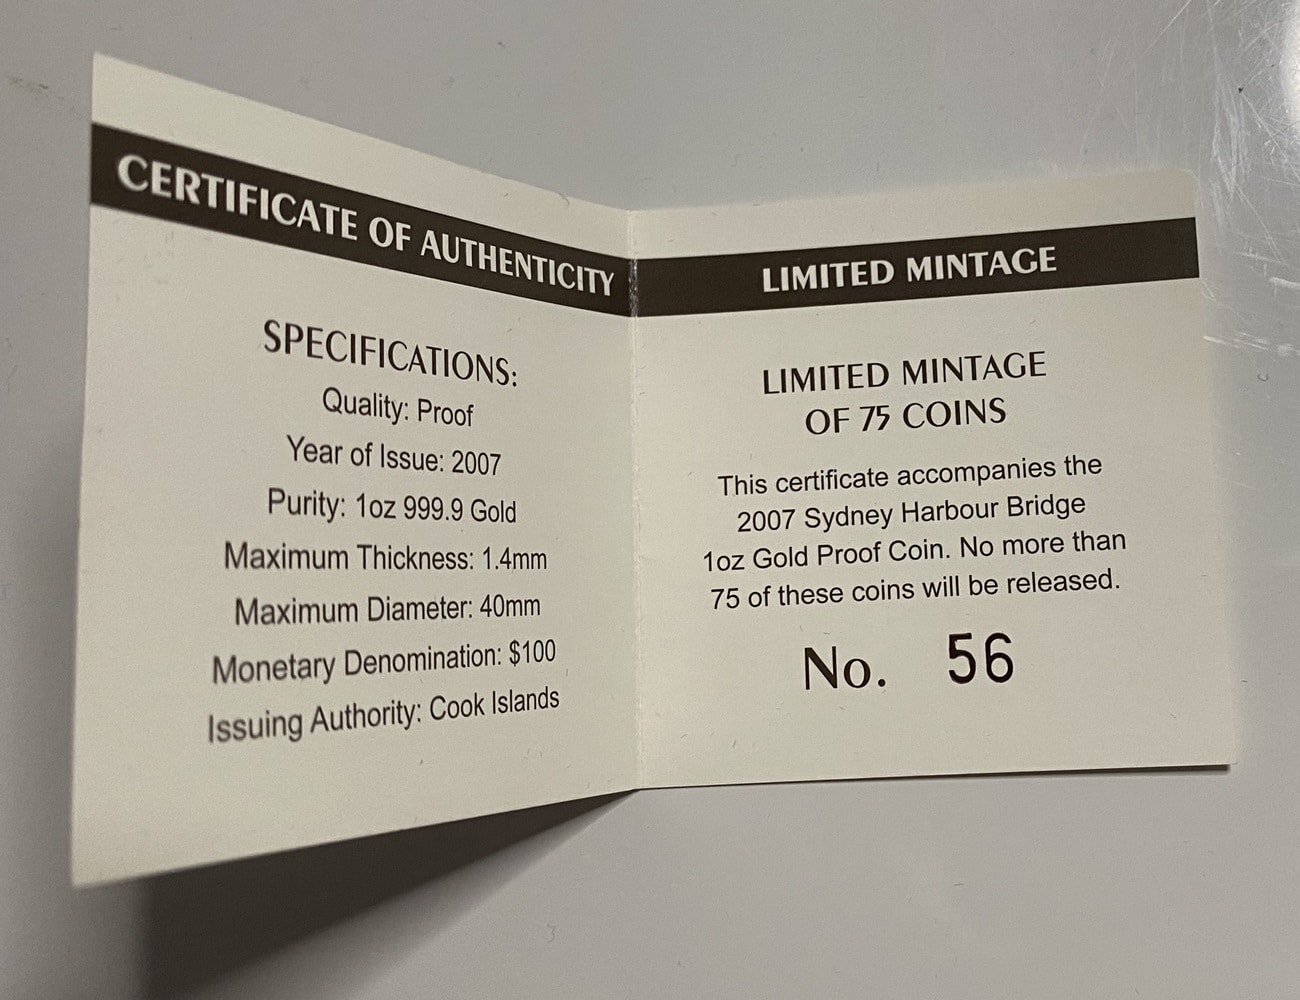 CERTIFICATE OF AUTHENTICITY
SPECIFICATIONS:
Quality: Proof
Year of Issue: 2007
Purity: 1oz 999.9 Gold
Maximum Thickness: 1.4mm
Maximum Diameter: 40mm
Monetary Denomination: $100
Issuing Authority: Cook Islands
LIMITED MINTAGE
LIMITED MINTAGE
OF 75 COINS
This certificate accompanies the
2007 Sydney Harbour Bridge
1oz Gold Proof Coin. No more than
75 of these coins will be released.
No. 56